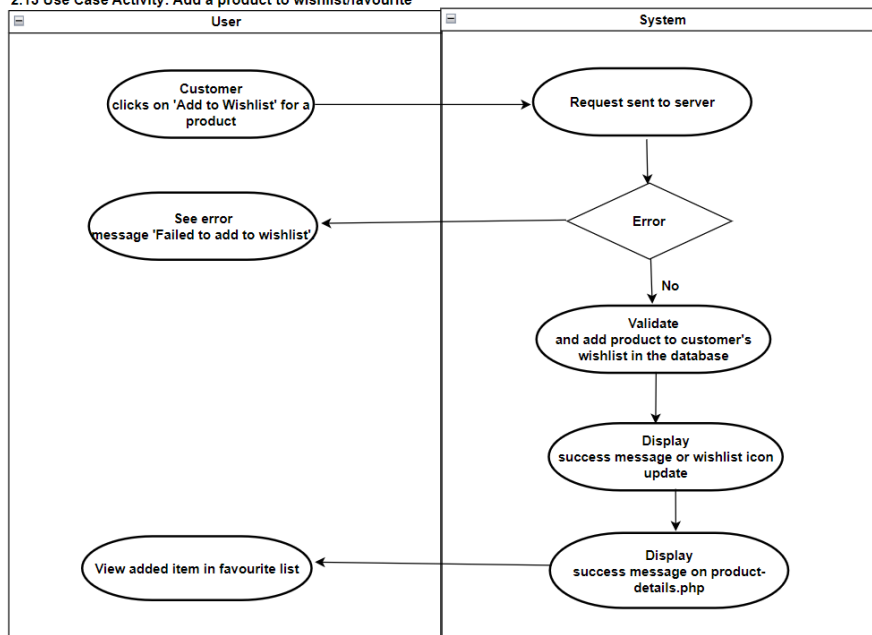 2.13 Use Case Activity: Add a product to wishlist/favourite
User
System
Customer
clicks on 'Add to Wishlist' for a
product
Request sent to server
See error
message 'Failed to add to wishlist'
Error
No
Validate
and add product to customer's
wishlist in the database
Display
success message or wishlist icon
update
View added item in favourite list
Display
success message on product-
details.php